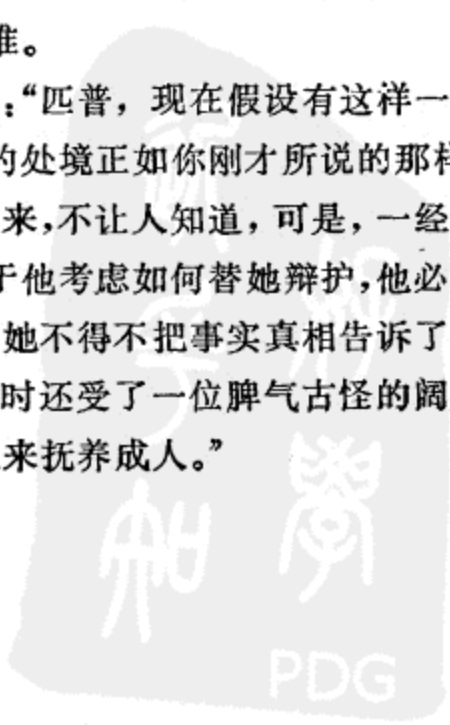 准。
：“匹普，现在假设有这样一
的处境正如你刚才所说的那样
来，不让人知道，可是，一经
于他考虑如何替她辩护，他必
她不得不把事实真相告诉了
时还受了一位脾气古怪的阔
来抚养成人。”
PDG